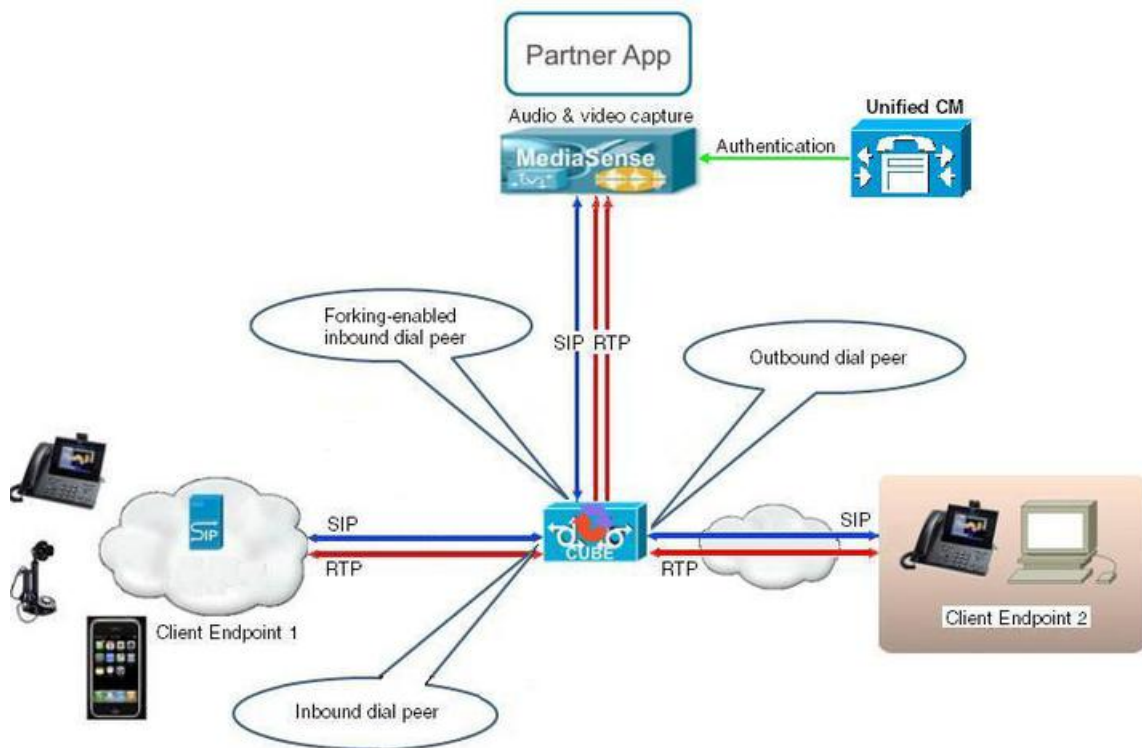 Partner App
Audio & video capture
MediaSense
Unified CM
Authentication
Forking-enabled
inbound dial peer
SIP
RTP
Outbound dial peer
SIP
SIP
RTP
CUBE
SIP
RTP
Client Endpoint 1
Client Endpoint 2
Inbound dial peer